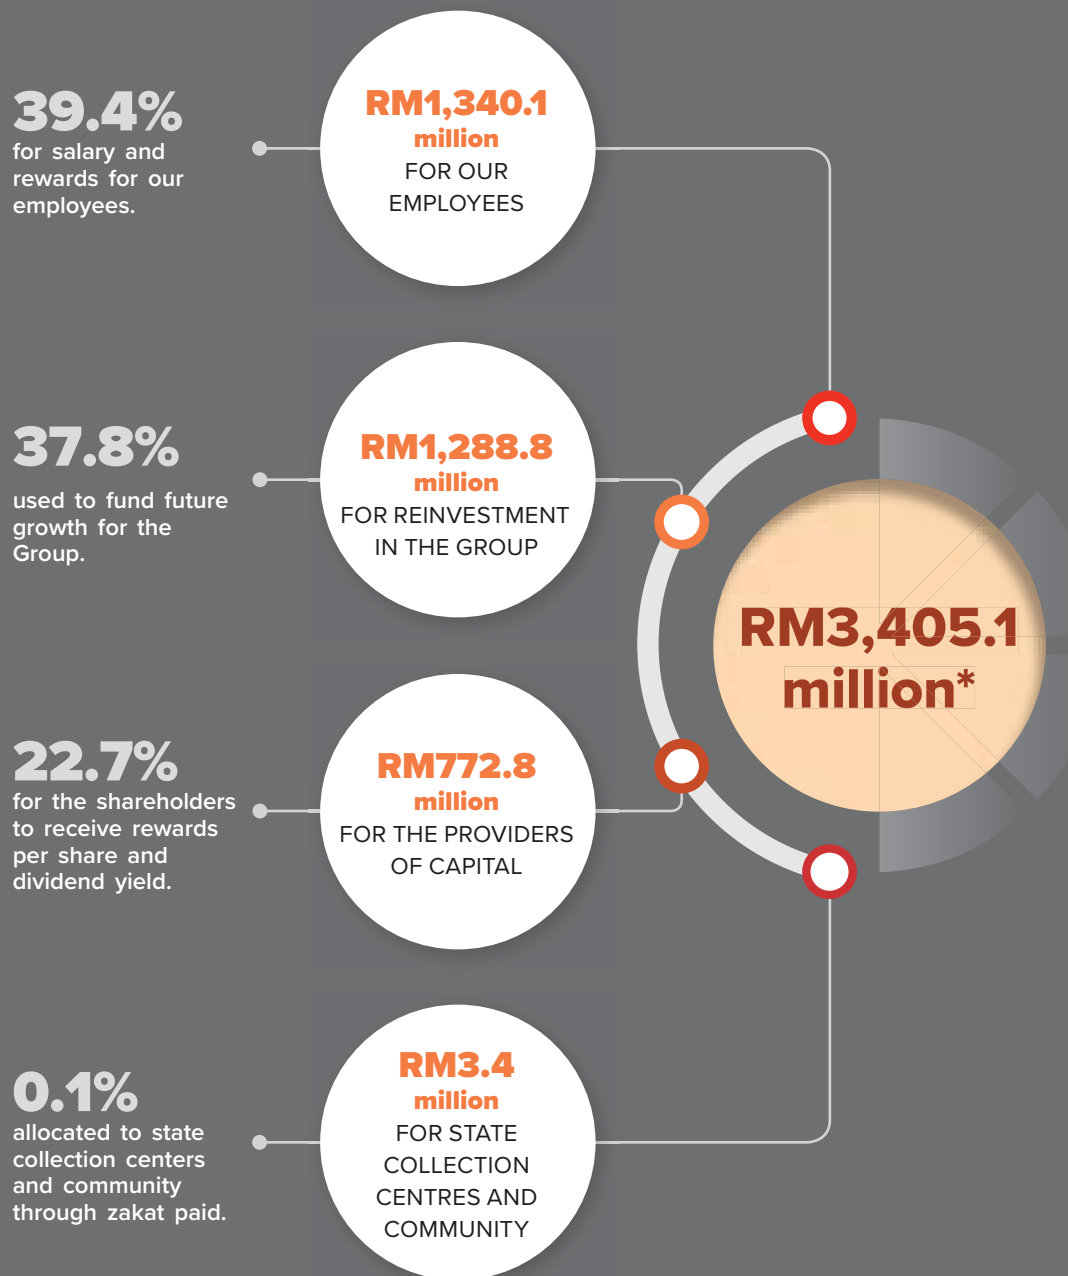 39.4%
for salary and
rewards for our
employees.
RM1,340.1
million
FOR OUR
EMPLOYEES
37.8%
used to fund future
growth for the
Group.
RM1,288.8
million
FOR REINVESTMENT
IN THE GROUP
RM3,405.1
million*
22.7%
for the shareholders
to receive rewards
per share and
dividend yield.
RM772.8
million
FOR THE PROVIDERS
OF CAPITAL
0.1%
allocated to state
collection centers
and community
through zakat paid.
RM3.4
million
FOR STATE
COLLECTION
CENTRES AND
COMMUNITY